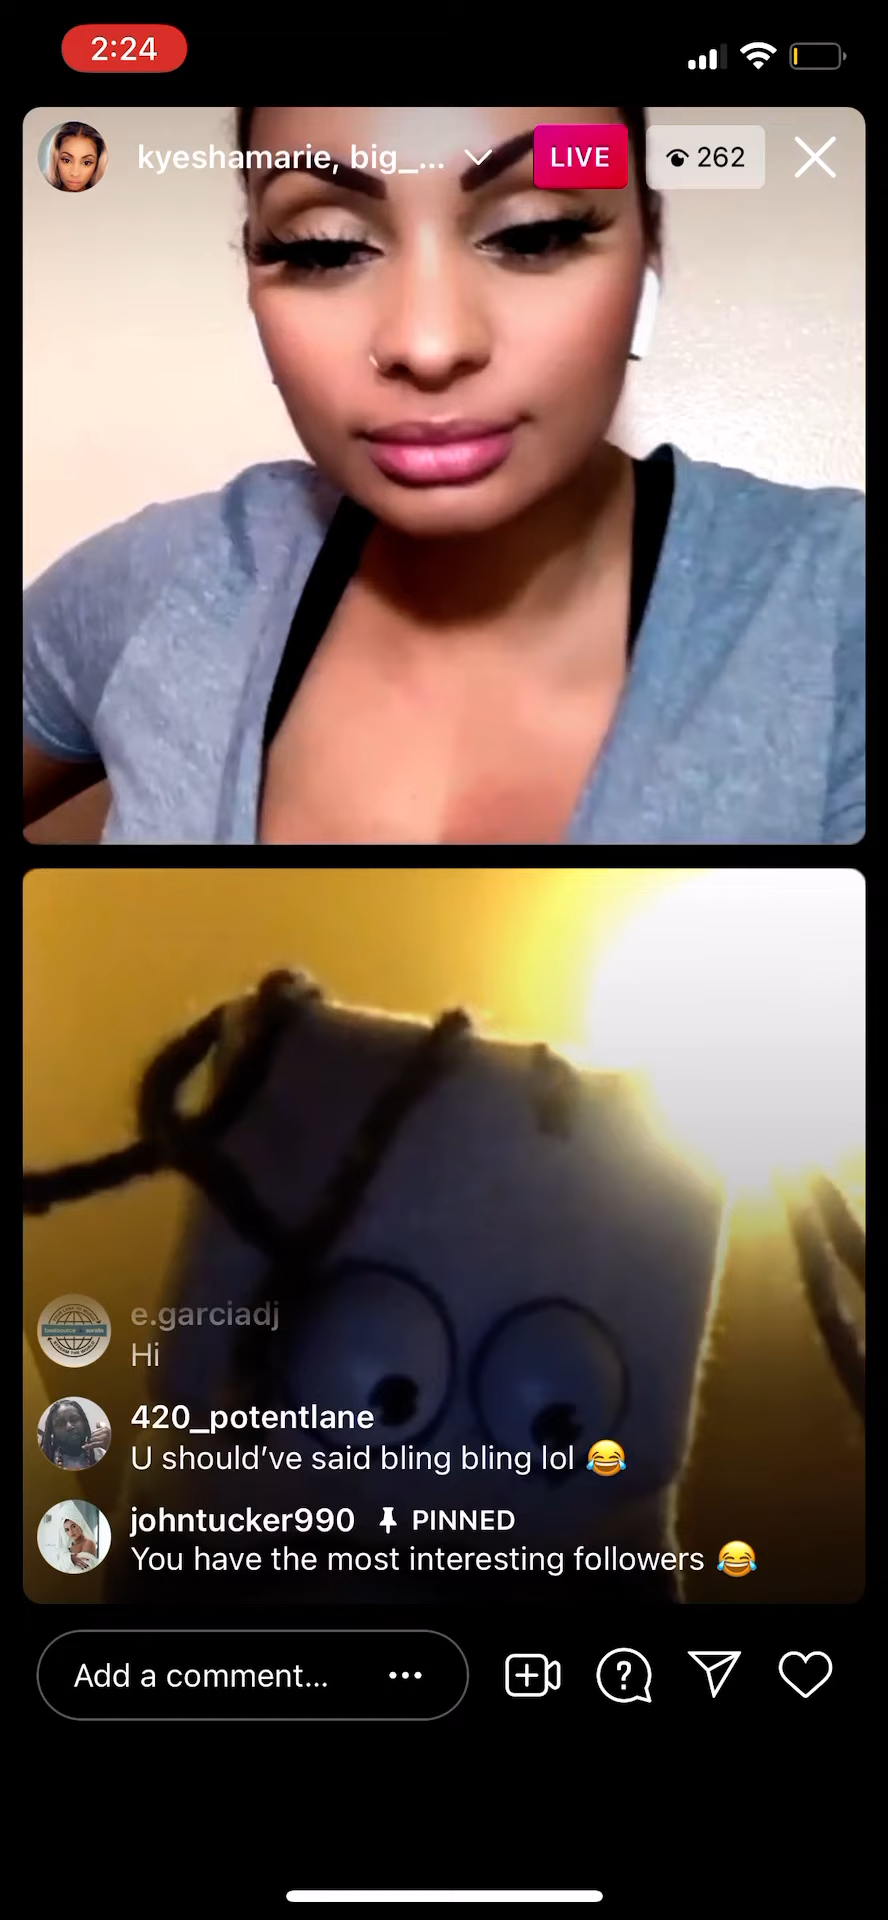 2:24
kyeshamarie, big_...
LIVE
262
e.garciadj
Hi
420_potentlane
U should’ve said bling bling lol 😂
johntucker990 PINNED
You have the most interesting followers 😂
Add a comment...